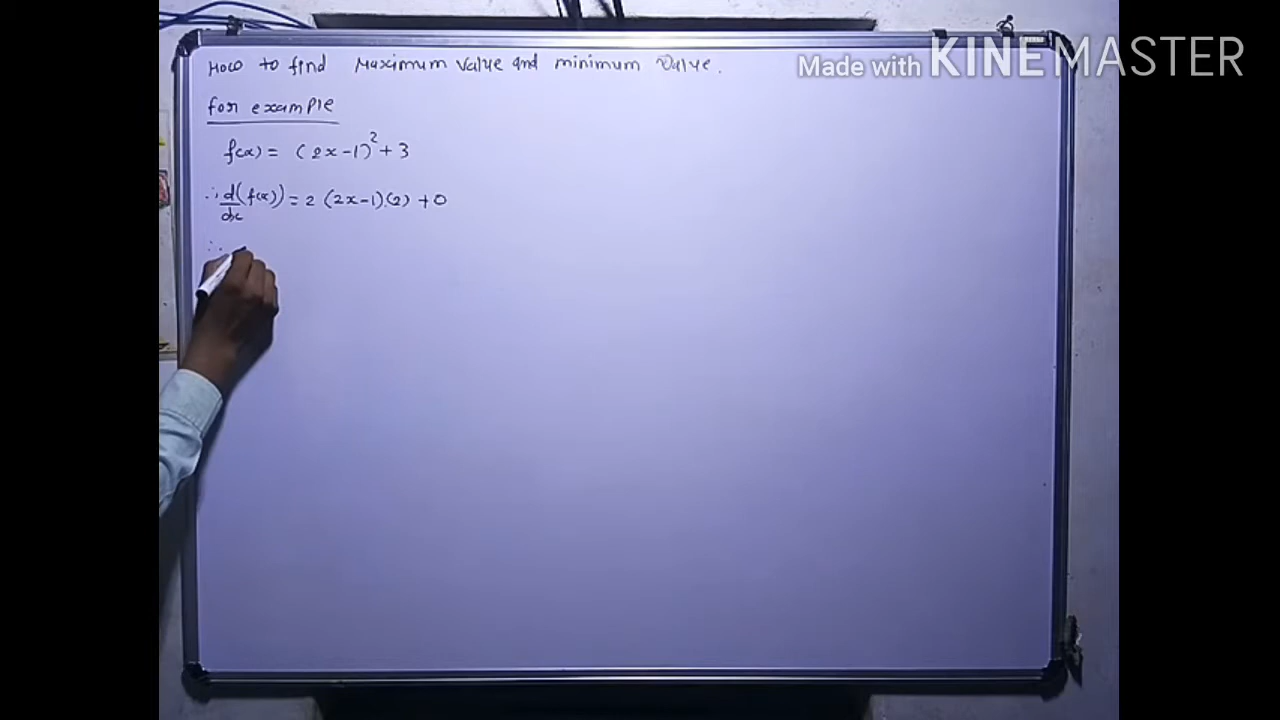 Made with KINEMASTER
How to find Maximum value and minimum value.
for example
f(x) = (2x-1)² + 3
∴ d/dx (f(x)) = 2 (2x-1).(2) + 0
∴